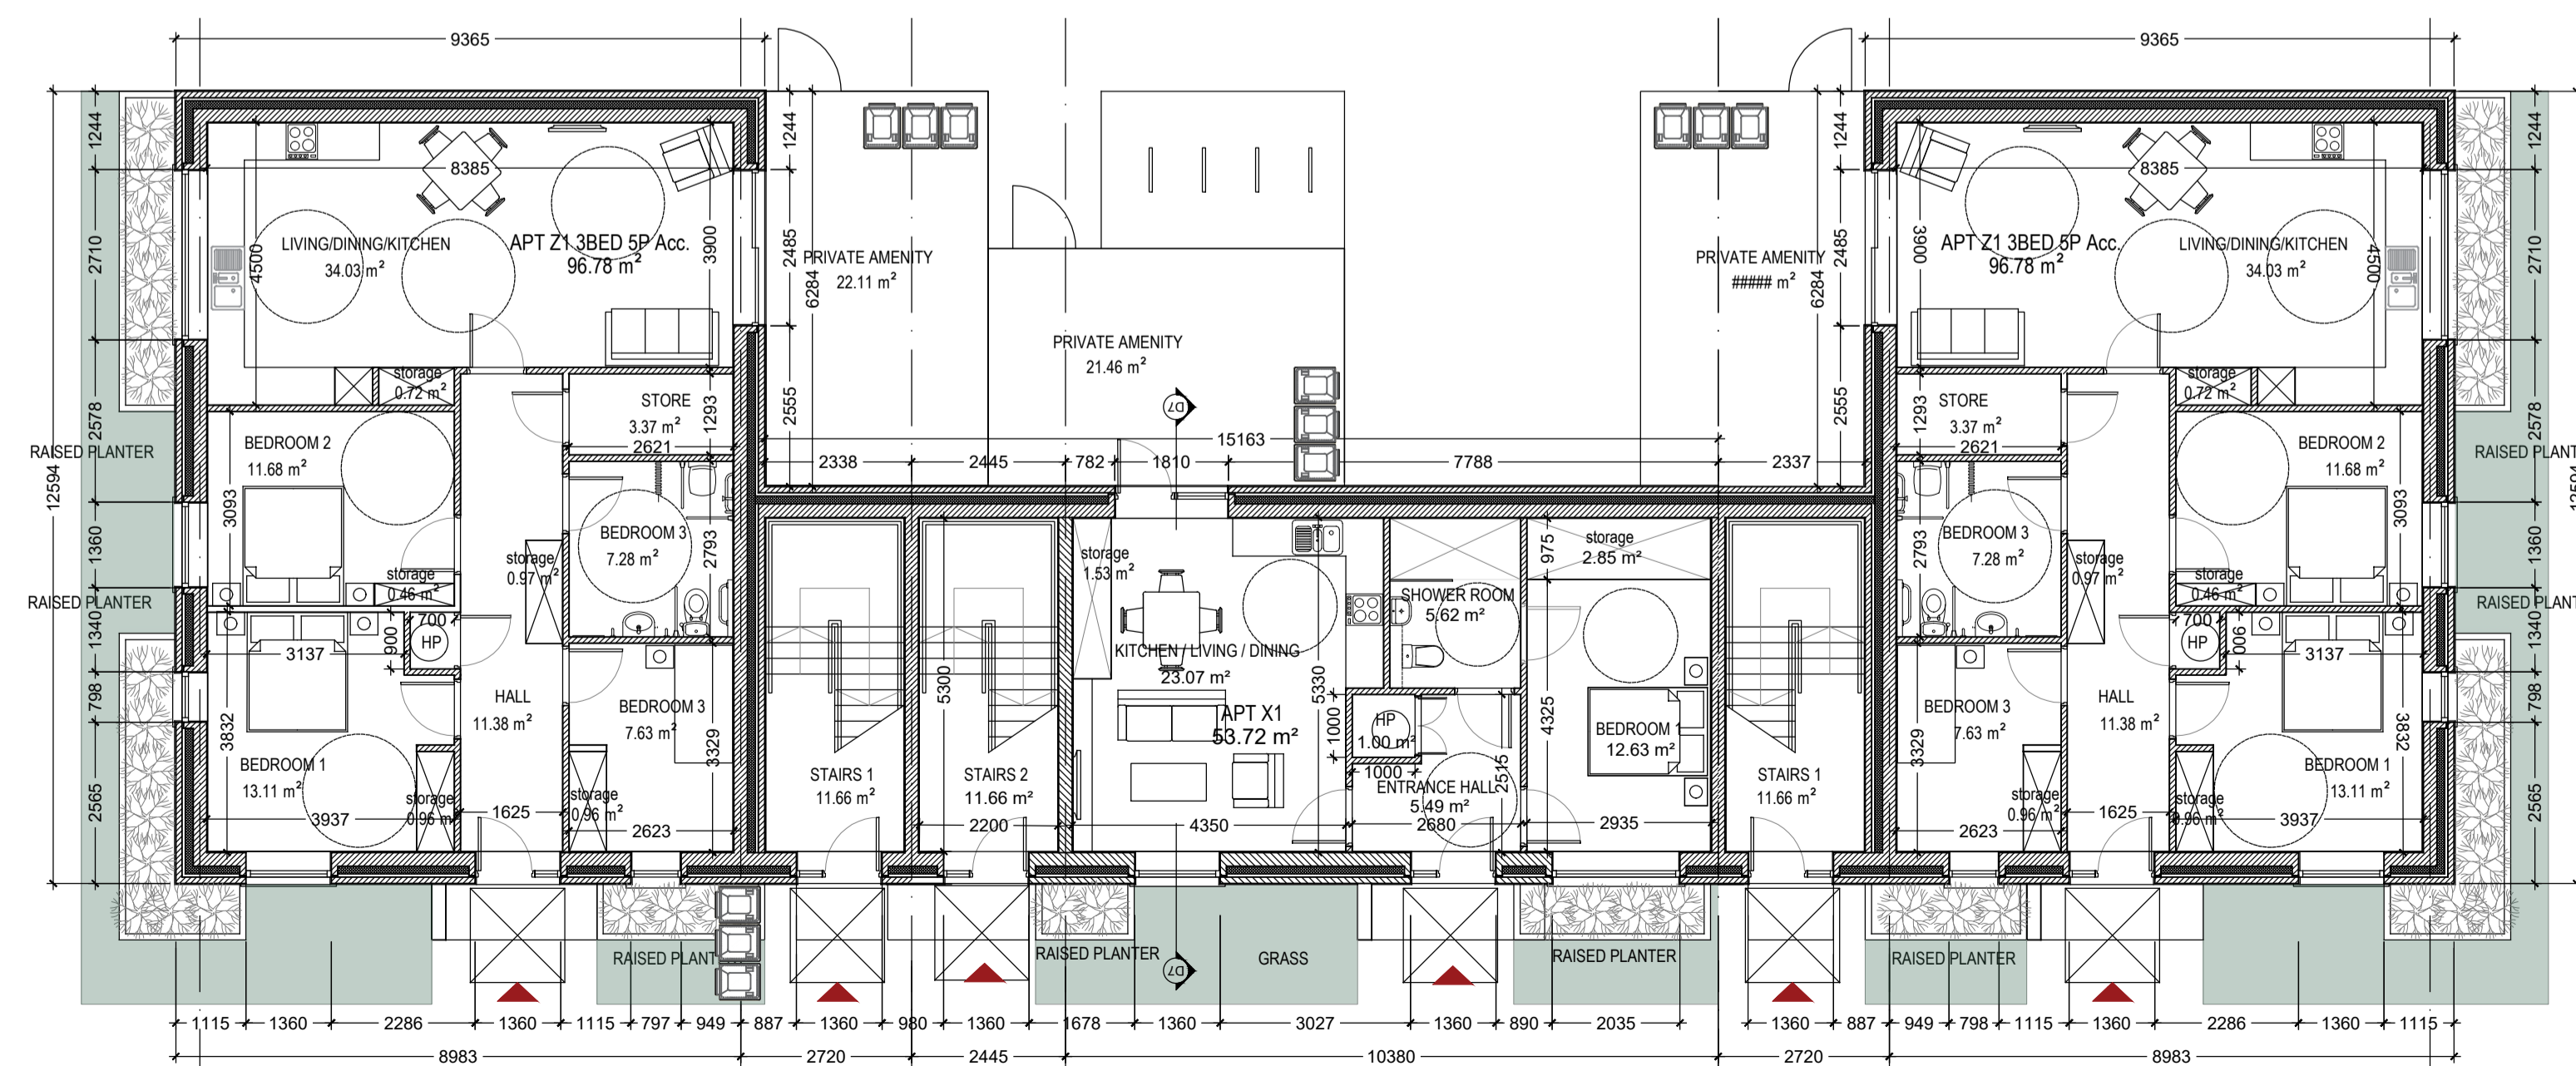 9365
9365
12594
1244
2710
2578
1360
1340
798
2565
8385
LIVING/DINING/KITCHEN
34.03 m²
4500
APT Z1 3BED 5P Acc.
96.78 m²
3900
1244
2485
2555
6284
PRIVATE AMENITY
22.11 m²
PRIVATE AMENITY
21.46 m²
PRIVATE AMENITY
##### m²
6284
1244
2485
2555
3900
8385
APT Z1 3BED 5P Acc.
96.78 m²
LIVING/DINING/KITCHEN
34.03 m²
4500
1244
2710
2578
1360
1340
798
2565
storage
0.72 m²
STORE
3.37 m²
2621
1293
BEDROOM 2
11.68 m²
3093
storage
0.46 m²
RAISED PLANTER
RAISED PLANTER
storage
0.97 m²
BEDROOM 3
7.28 m²
2793
700
900
HP
3137
BEDROOM 1
13.11 m²
3832
3937
storage
0.96 m
HALL
11.38 m²
1625
BEDROOM 3
7.63 m²
3329
storage
0.96 m²
2623
D7
15163
2338
2445
782
1810
7788
2337
STAIRS 1
11.66 m²
STAIRS 2
11.66 m²
2200
5300
storage
1.53 m²
KITCHEN / LIVING / DINING
23.07 m²
5330
APT X1
53.72 m²
4350
SHOWER ROOM
5.62 m²
HP
1.00 m²
1000
1000
ENTRANCE HALL
5.49 m²
2515
2680
storage
2.85 m²
975
4325
BEDROOM 1
12.63 m²
2935
STAIRS 1
11.66 m²
STORE
3.37 m²
2621
1293
storage
0.72 m²
BEDROOM 2
11.68 m²
3093
storage
0.46 m²
RAISED PLANT
RAISED PLANT
BEDROOM 3
7.28 m²
2793
storage
0.97 m²
700
900
HP
3137
BEDROOM 3
7.63 m²
3329
HALL
11.38 m²
BEDROOM 1
13.11 m²
3832
storage
0.96 m²
storage
0.96 m²
2623
1625
3937
RAISED PLANT
RAISED PLANTER
D7
GRASS
RAISED PLANTER
RAISED PLANTER
1115
1360
2286
1360
1115
797
949
887
1360
980
1360
1678
1360
3027
1360
890
2035
1360
887
949
798
1115
1360
2286
1360
1115
8983
2720
2445
10380
2720
8983